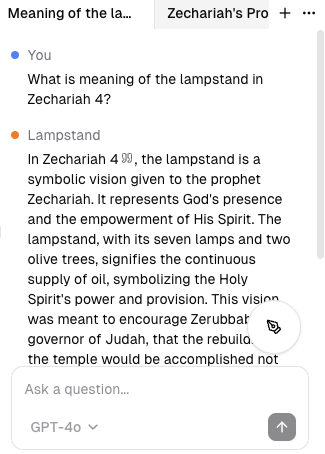 Meaning of the la...
Zechariah's Pro
You
What is meaning of the lampstand in
Zechariah 4?
Lampstand
In Zechariah 4, the lampstand is a
symbolic vision given to the prophet
Zechariah. It represents God's presence
and the empowerment of His Spirit. The
lampstand, with its seven lamps and two
olive trees, signifies the continuous
supply of oil, symbolizing the Holy
Spirit's power and provision. This vision
was meant to encourage
governor of Judah, that the
the temple would be accomplished not
Ask a question...
GPT-4o